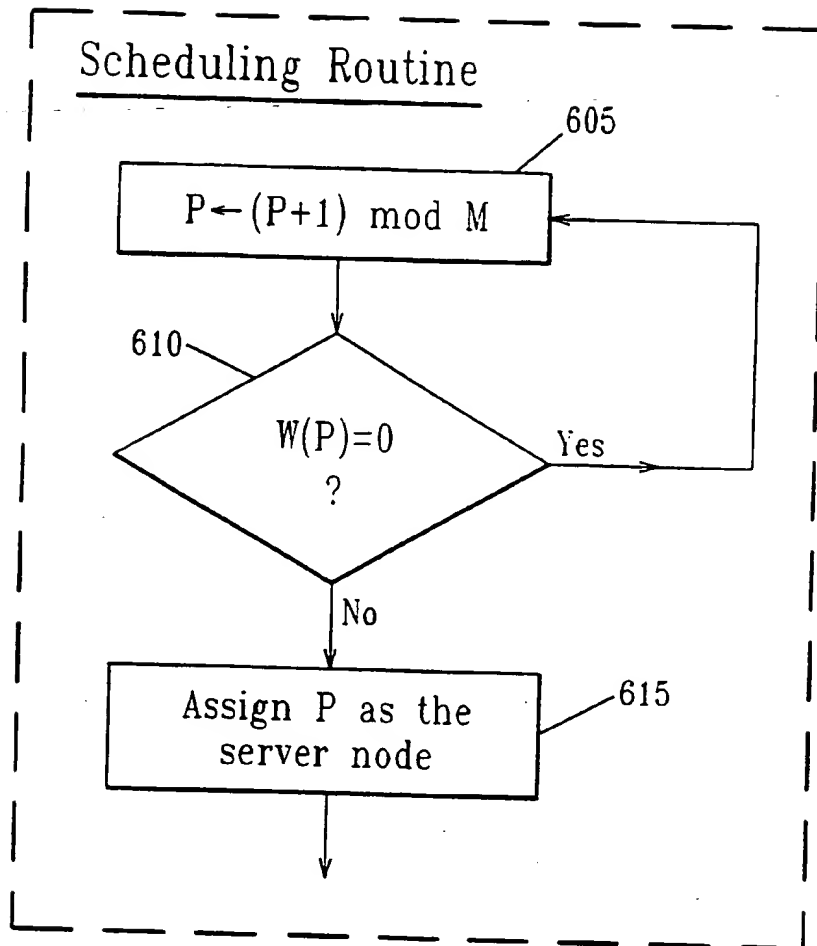 Scheduling Routine
605
P←(P+1) mod M
610
W(P)=0
?
Yes
No
Assign P as the
server node
615